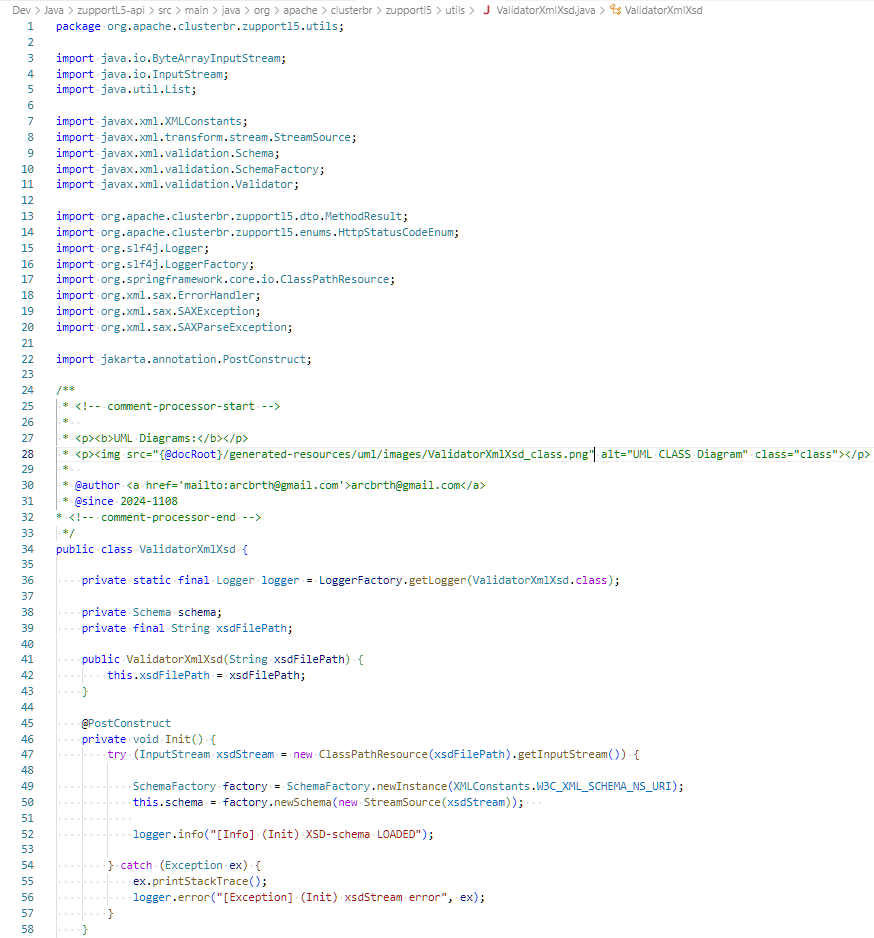 Dev > Java > zupportL5-api > src > main > java > org > apache > clusterbr > zupportl5 > utils > J ValidatorXmlXsd.java > ValidatorXmlXsd
1 package org.apache.clusterbr.zupportl5.utils;
2
3 import java.io.ByteArrayInputStream;
4 import java.io.InputStream;
5 import java.util.List;
6
7 import javax.xml.XMLConstants;
8 import javax.xml.transform.stream.StreamSource;
9 import javax.xml.validation.Schema;
10 import javax.xml.validation.SchemaFactory;
11 import javax.xml.validation.Validator;
12
13 import org.apache.clusterbr.zupportl5.dto.MethodResult;
14 import org.apache.clusterbr.zupportl5.enums.HttpStatusCodeEnum;
15 import org.slf4j.Logger;
16 import org.slf4j.LoggerFactory;
17 import org.springframework.core.io.ClassPathResource;
18 import org.xml.sax.ErrorHandler;
19 import org.xml.sax.SAXException;
20 import org.xml.sax.SAXParseException;
21
22 import jakarta.annotation.PostConstruct;
23
24 /**
25  * <!-- comment-processor-start -->
26  *
27  * <p><b>UML Diagrams:</b></p>
28  * <p><img src="{@docRoot}/generated-resources/uml/images/ValidatorXmlXsd_class.png" alt="UML CLASS Diagram" class="class"></p>
29  *
30  * @author <a href='mailto:arcbrth@gmail.com'>arcbrth@gmail.com</a>
31  * @since 2024-1108
32 * <!-- comment-processor-end -->
33  */
34 public class ValidatorXmlXsd {
35
36     private static final Logger logger = LoggerFactory.getLogger(ValidatorXmlXsd.class);
37
38     private Schema schema;
39     private final String xsdFilePath;
40
41     public ValidatorXmlXsd(String xsdFilePath) {
42         this.xsdFilePath = xsdFilePath;
43     }
44
45     @PostConstruct
46     private void Init() {
47         try (InputStream xsdStream = new ClassPathResource(xsdFilePath).getInputStream()) {
48
49             SchemaFactory factory = SchemaFactory.newInstance(XMLConstants.W3C_XML_SCHEMA_NS_URI);
50             this.schema = factory.newSchema(new StreamSource(xsdStream));
51
52             logger.info("[Info] (Init) XSD-schema LOADED");
53
54         } catch (Exception ex) {
55             ex.printStackTrace();
56             logger.error("[Exception] (Init) xsdStream error", ex);
57         }
58     }